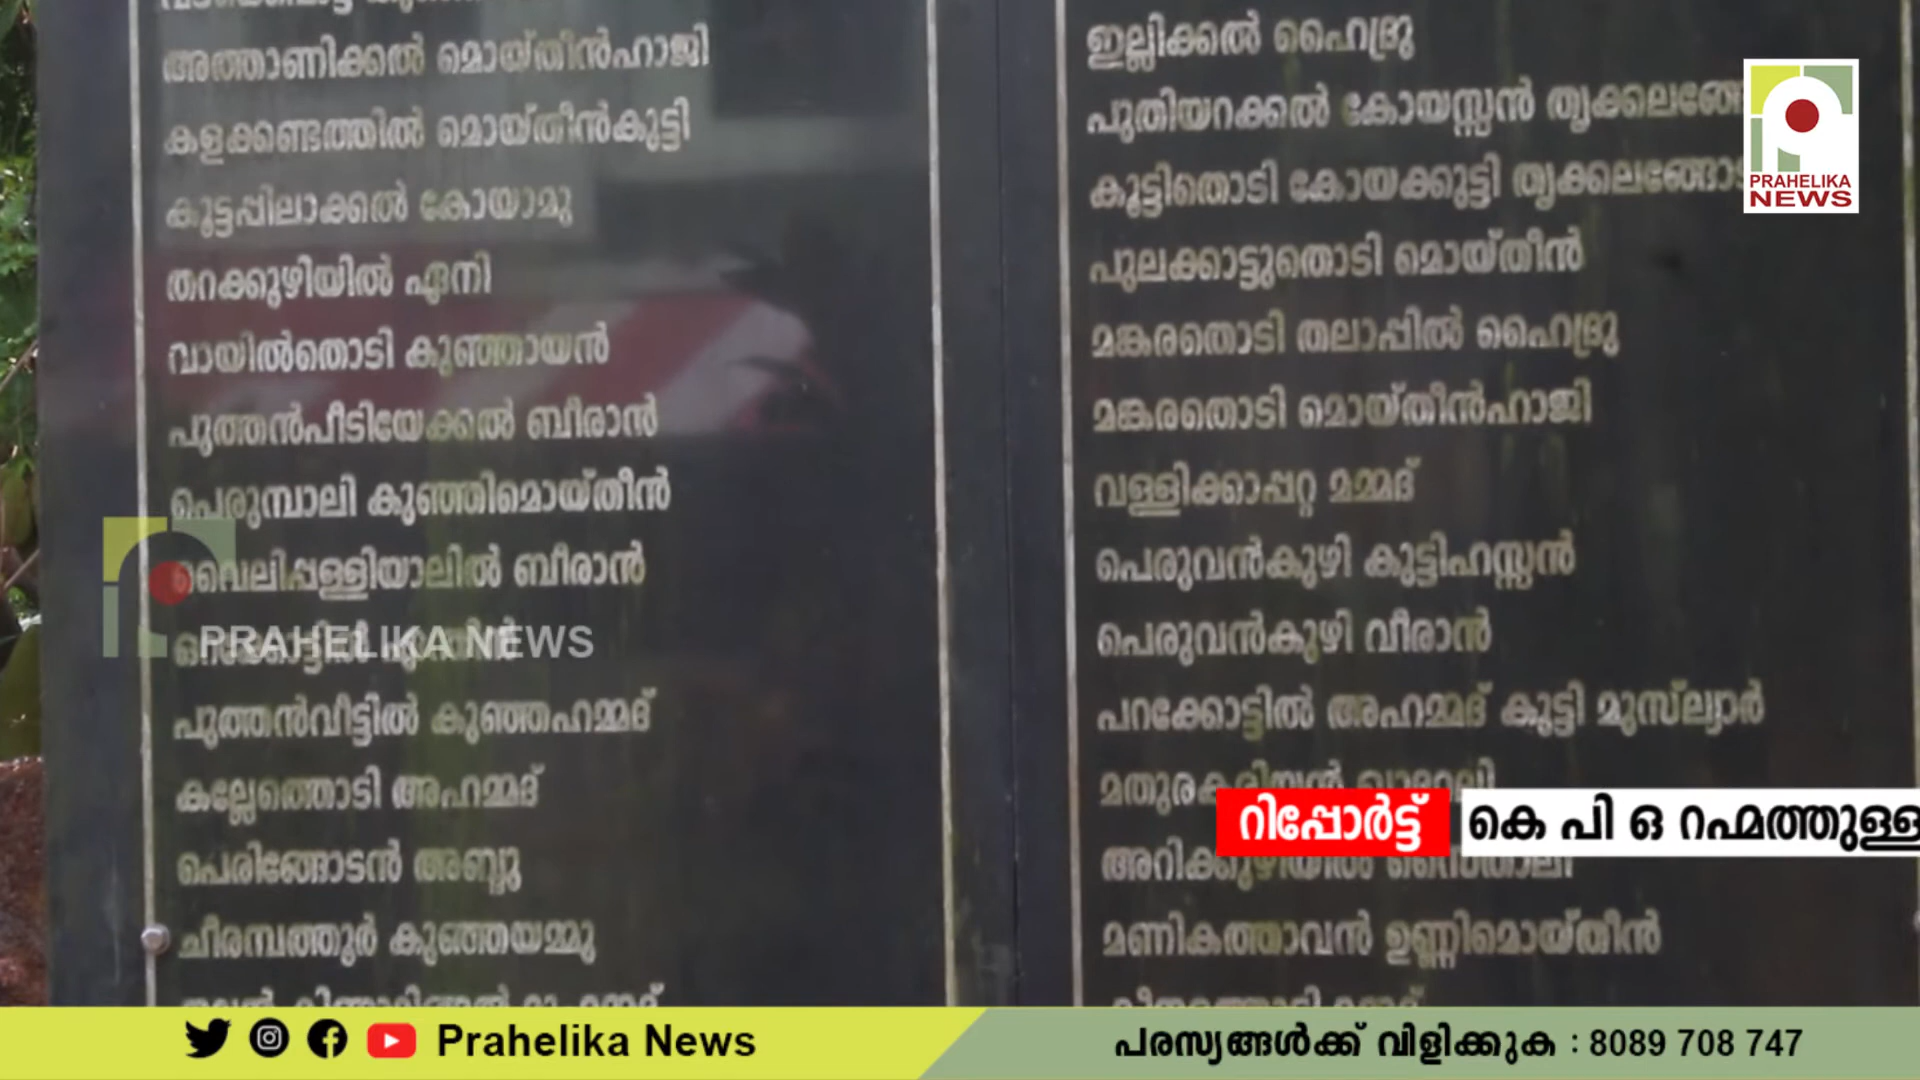 അത്താണിക്കൽ മൊയ്തീൻഹാജി
കളക്കണ്ടത്തിൽ മൊയ്തീൻകുട്ടി
കൂട്ടപ്പിലാക്കൽ കോയാമു
തറക്കുഴിയിൽ ഏനി
വായിൽതൊടി കുഞ്ഞായൻ
പുത്തൻപീടിയേക്കൽ ബീരാൻ
പെരുമ്പാലി കുഞ്ഞിമൊയ്തീൻ
വൈലിപ്പള്ളിയാലിൽ ബീരാൻ
പുത്തൻവീട്ടിൽ കുഞ്ഞഹമ്മദ്
കല്ലേത്തൊടി അഹമ്മദ്
പെരിങ്ങോടൻ അബ്ദു
ചീരമ്പത്തൂർ കുഞ്ഞയമ്മു
ഇല്ലിക്കൽ ഹൈദ്രു
പുതിയറക്കൽ കോയസ്സൻ
കൂട്ടിതൊടി കോയക്കുട്ടി
പുലക്കാട്ടുതൊടി മൊയ്തീൻ
മങ്കരതൊടി തലാപ്പിൽ ഹൈദ്രു
മങ്കരതൊടി മൊയ്തീൻഹാജി
വള്ളിക്കാപ്പറ്റ മമ്മദ്
പെരുവൻകുഴി കുട്ടിഹസ്സൻ
പെരുവൻകുഴി വീരാൻ
പറക്കോട്ടിൽ അഹമ്മദ് കുട്ടി മുസ്ല്യാർ
മണികത്താവൻ ഉണ്ണിമൊയ്തീൻ
PRAHELIKA
NEWS
PRAHELIKA NEWS
റിപ്പോർട്ട് കെ പി ഒ റഹ്മത്തുള്ള
Prahelika News
പരസ്യങ്ങൾക്ക് വിളിക്കുക : 8089 708 747